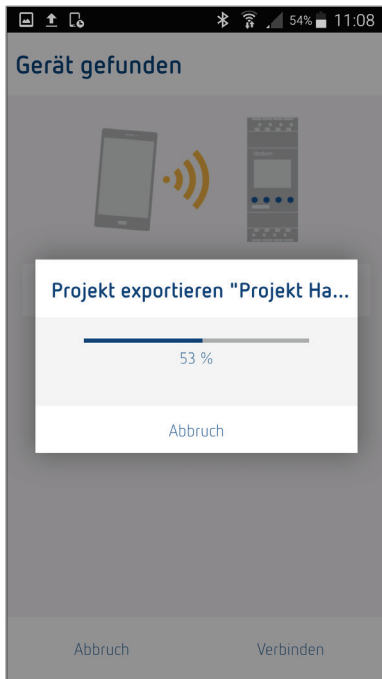 54% 11:08
Gerät gefunden
Projekt exportieren "Projekt Ha...
53 %
Abbruch
Abbruch Verbinden